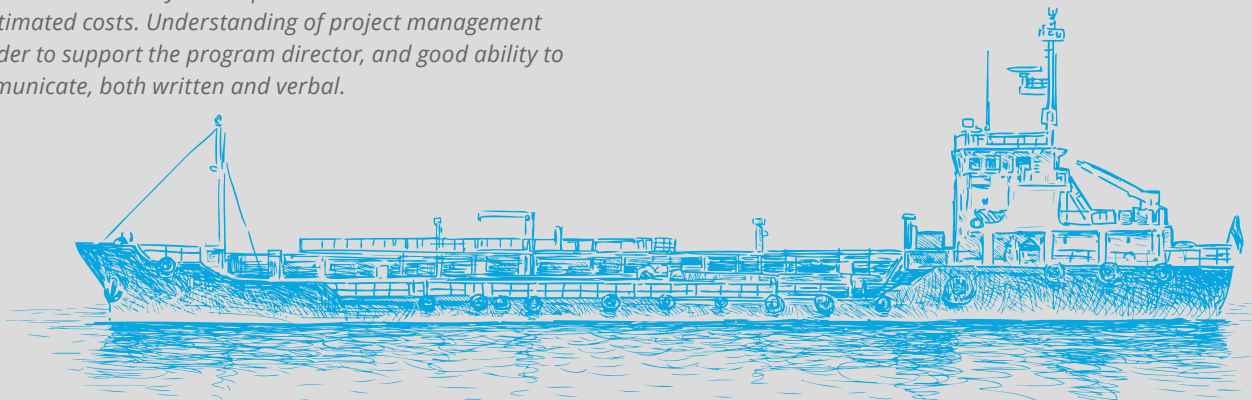 timated costs. Understanding of project management
der to support the program director, and good ability to
municate, both written and verbal.